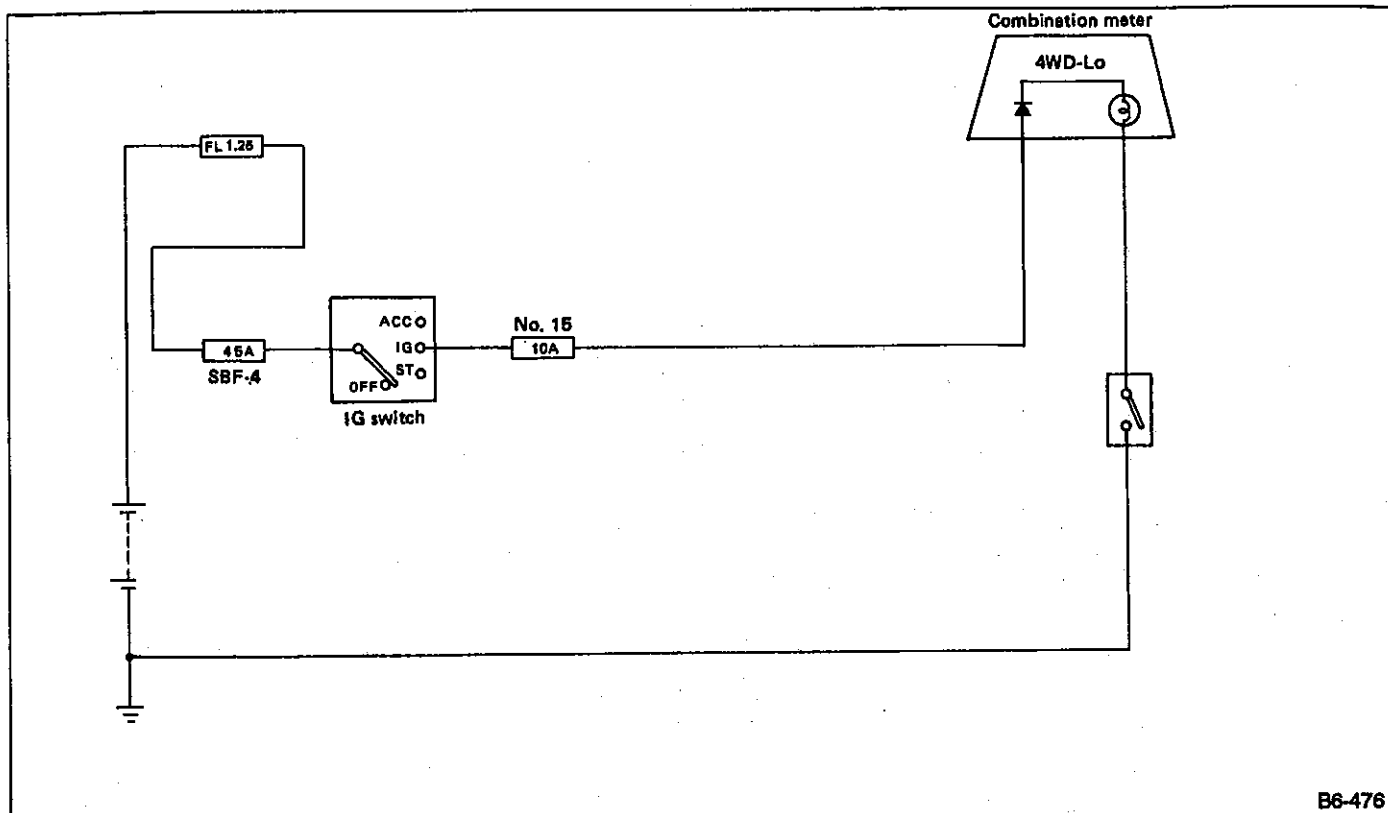 Combination meter
4WD-Lo
FL 1.25
ACC
No. 15
45A
IG
10A
SBF-4
ST
OFF
IG switch
B6-476